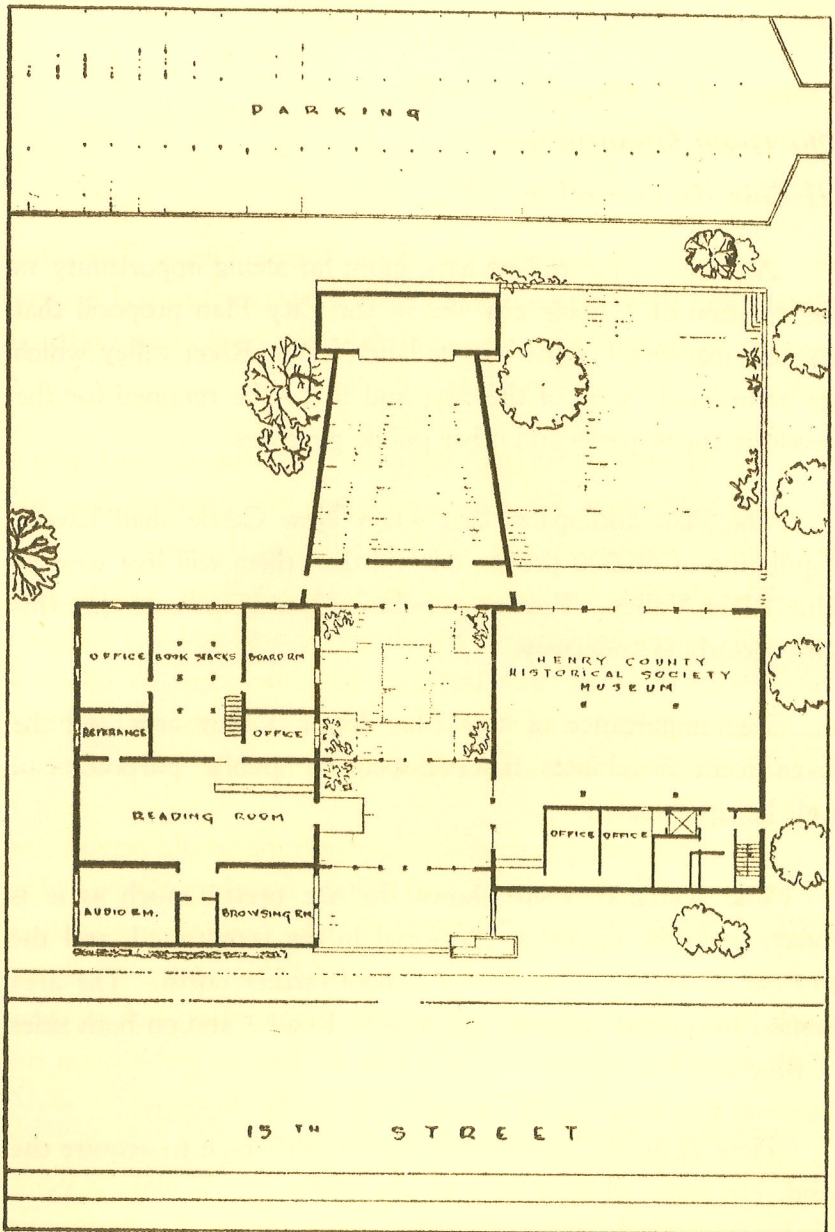 PARKING
OFFICE
BOOK STACKS
BOARD RM
HENRY COUNTY
HISTORICAL SOCIETY
MUSEUM
REFERANCE
OFFICE
READING ROOM
OFFICE
OFFICE
AUDIO RM.
BROWSING RM.
15TH STREET